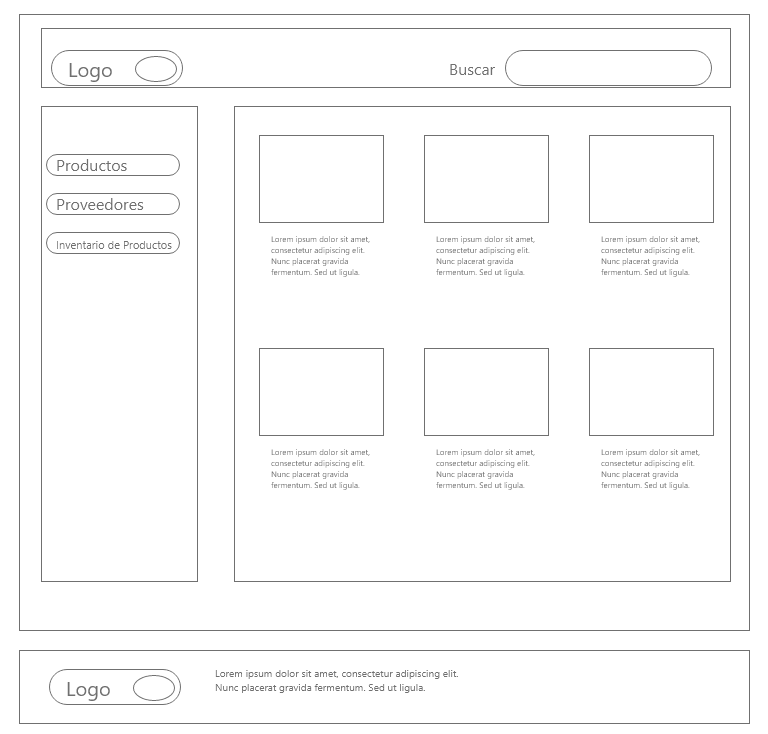 Logo
Buscar
Productos
Proveedores
Inventario de Productos
Lorem ipsum dolor sit amet,
consectetur adipiscing elit.
Nunc placerat gravida
fermentum. Sed ut ligula.
Lorem ipsum dolor sit amet,
consectetur adipiscing elit.
Nunc placerat gravida
fermentum. Sed ut ligula.
Lorem ipsum dolor sit amet,
consectetur adipiscing elit.
Nunc placerat gravida
fermentum. Sed ut ligula.
Lorem ipsum dolor sit amet,
consectetur adipiscing elit.
Nunc placerat gravida
fermentum. Sed ut ligula.
Lorem ipsum dolor sit amet,
consectetur adipiscing elit.
Nunc placerat gravida
fermentum. Sed ut ligula.
Lorem ipsum dolor sit amet,
consectetur adipiscing elit.
Nunc placerat gravida
fermentum. Sed ut ligula.
Logo
Lorem ipsum dolor sit amet, consectetur adipiscing elit.
Nunc placerat gravida fermentum. Sed ut ligula.